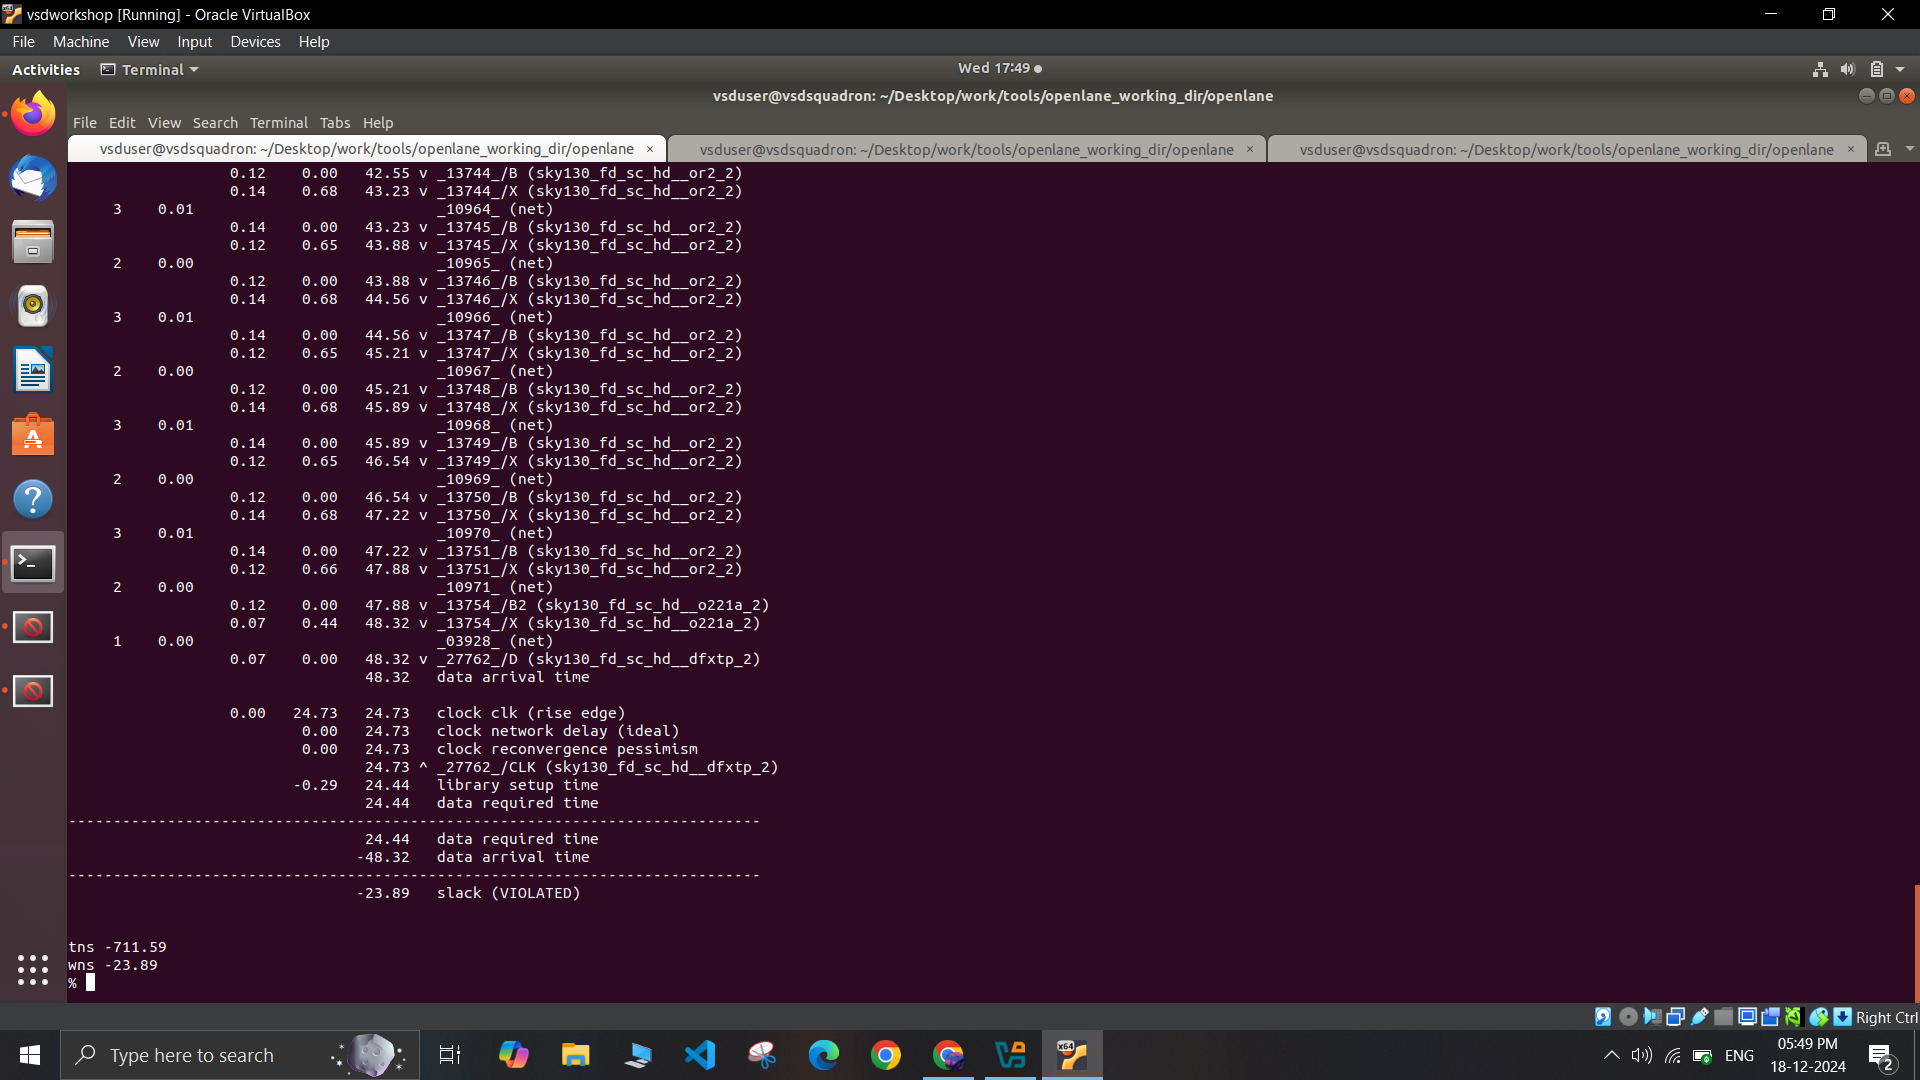 vsdworkshop [Running] - Oracle VirtualBox
File Machine View Input Devices Help
Activities Terminal Wed 17:49
vsduser@vsdsquadron: ~/Desktop/work/tools/openlane_working_dir/openlane
File Edit View Search Terminal Tabs Help
vsduser@vsdsquadron: ~/Desktop/work/tools/openlane_working_dir/openlane × vsduser@vsdsquadron: ~/Desktop/work/tools/openlane_working_dir/openlane × vsduser@vsdsquadron: ~/Desktop/work/tools/openlane_working_dir/openlane ×
0.12 0.00 42.55 v _13744_/B (sky130_fd_sc_hd__or2_2)
0.14 0.68 43.23 v _13744_/X (sky130_fd_sc_hd__or2_2)
3 0.01 _10964_ (net)
0.14 0.00 43.23 v _13745_/B (sky130_fd_sc_hd__or2_2)
0.12 0.65 43.88 v _13745_/X (sky130_fd_sc_hd__or2_2)
2 0.00 _10965_ (net)
0.12 0.00 43.88 v _13746_/B (sky130_fd_sc_hd__or2_2)
0.14 0.68 44.56 v _13746_/X (sky130_fd_sc_hd__or2_2)
3 0.01 _10966_ (net)
0.14 0.00 44.56 v _13747_/B (sky130_fd_sc_hd__or2_2)
0.12 0.65 45.21 v _13747_/X (sky130_fd_sc_hd__or2_2)
2 0.00 _10967_ (net)
0.12 0.00 45.21 v _13748_/B (sky130_fd_sc_hd__or2_2)
0.14 0.68 45.89 v _13748_/X (sky130_fd_sc_hd__or2_2)
3 0.01 _10968_ (net)
0.14 0.00 45.89 v _13749_/B (sky130_fd_sc_hd__or2_2)
0.12 0.65 46.54 v _13749_/X (sky130_fd_sc_hd__or2_2)
2 0.00 _10969_ (net)
0.12 0.00 46.54 v _13750_/B (sky130_fd_sc_hd__or2_2)
0.14 0.68 47.22 v _13750_/X (sky130_fd_sc_hd__or2_2)
3 0.01 _10970_ (net)
0.14 0.00 47.22 v _13751_/B (sky130_fd_sc_hd__or2_2)
0.12 0.66 47.88 v _13751_/X (sky130_fd_sc_hd__or2_2)
2 0.00 _10971_ (net)
0.12 0.00 47.88 v _13754_/B2 (sky130_fd_sc_hd__o221a_2)
0.07 0.44 48.32 v _13754_/X (sky130_fd_sc_hd__o221a_2)
1 0.00 _03928_ (net)
0.07 0.00 48.32 v _27762_/D (sky130_fd_sc_hd__dfxtp_2)
48.32 data arrival time
0.00 24.73 24.73 clock clk (rise edge)
0.00 24.73 clock network delay (ideal)
0.00 24.73 clock reconvergence pessimism
24.73 ^ _27762_/CLK (sky130_fd_sc_hd__dfxtp_2)
-0.29 24.44 library setup time
24.44 data required time
-----------------------------------------------------------------------------
24.44 data required time
-48.32 data arrival time
-----------------------------------------------------------------------------
-23.89 slack (VIOLATED)
tns -711.59
wns -23.89
%
Right Ctrl
Type here to search
x64
ENG
05:49 PM
18-12-2024
2